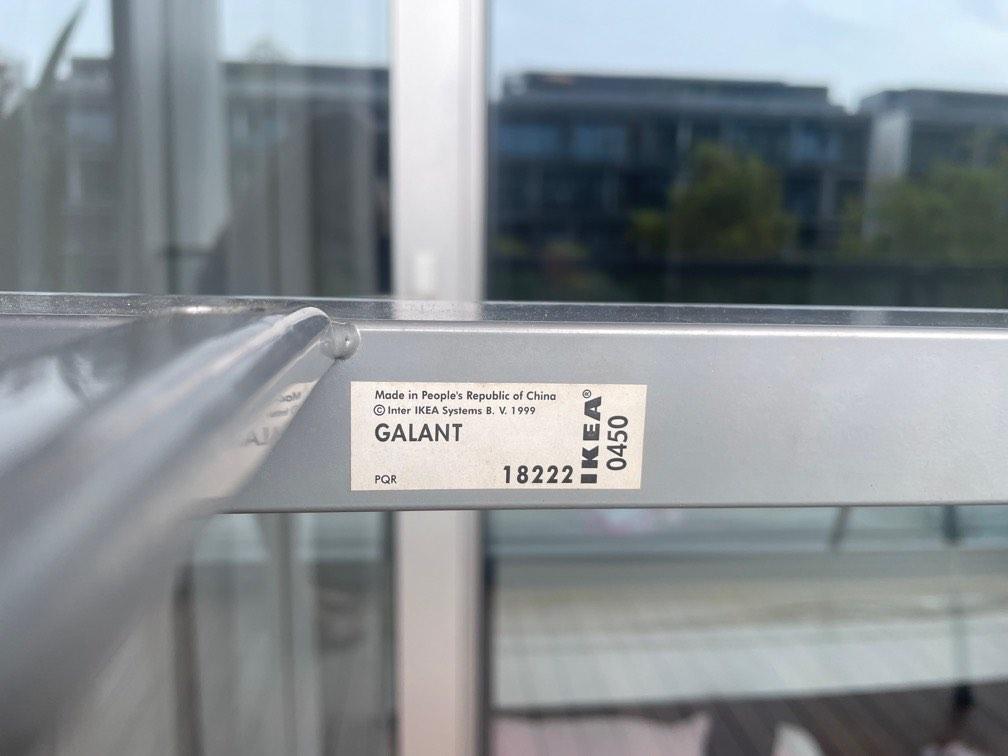 Made in People's Republic of China
© Inter IKEA Systems B. V. 1999
GALANT
PQR
18222
IKEA®
0450